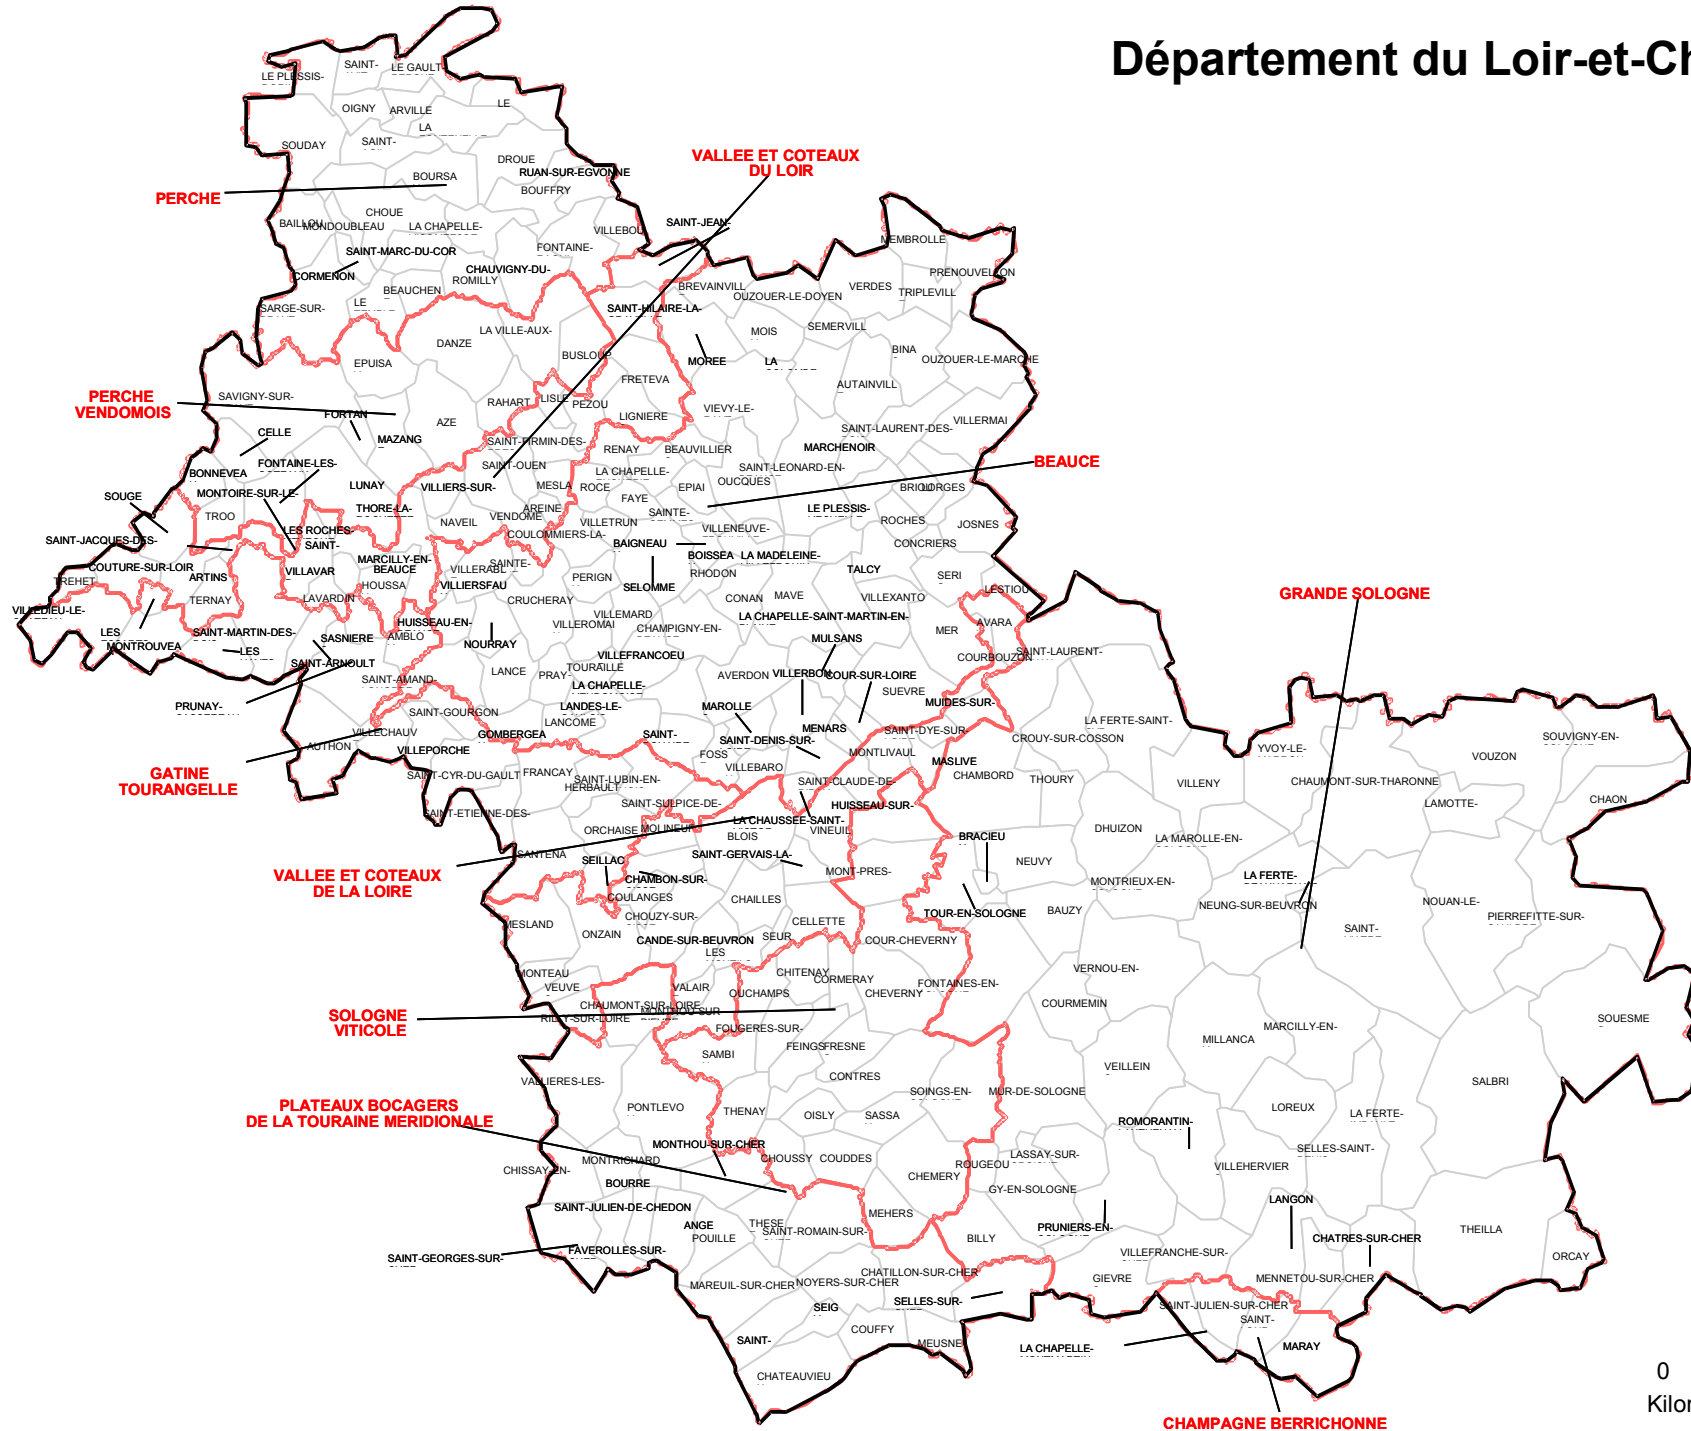 Département du Loir-et-Ch
LE PLESSIS-
SAINT-
LE GAULT-
OIGNY
ARVILLE
LE
LA
SOUDAY
SAINT-
DROUE
RUAN-SUR-EGVONNE
BOURSA
BOUFFRY
VALLEE ET COTEAUX
DU LOIR
PERCHE
CHOUE
BAILLOU
MONDOUBLEAU
LA CHAPELLE-
VILLEBOU
SAINT-JEAN-
SAINT-MARC-DU-COR
FONTAINE-
MEMBROLLE
CORMENON
CHAUVIGNY-DU-
ROMILLY
PRENOUVELLON
BEAUCHEN
BREVAINVILL
OUZOUER-LE-DOYEN
VERDES
TRIPLEVILL
SARGE-SUR-
LE
SAINT-HILAIRE-LA-
LA VILLE-AUX-
MOIS
SEMERVILL
DANZE
BUSLOUP
MOREE
LA
BINA
OUZOUER-LE-MARCHE
EPUISA
FRETEVA
AUTAINVILL
PERCHE
VENDOMOIS
SAVIGNY-SUR-
RAHART
LISLE
PEZOU
LIGNIERE
VIEVY-LE-
FORTAN
AZE
VILLERMAI
SAINT-LAURENT-DES-
CELLE
MAZANG
SAINT-FIRMIN-DES-
RENAY
BEAUVILLIER
MARCHENOIR
BEAUCE
BONNEVEA
FONTAINE-LES-
SAINT-OUEN
LA CHAPELLE-
SAINT-LEONARD-EN-
OUCQUES
SOUGE
MONTOIRE-SUR-LE-
LUNAY
VILLIERS-SUR-
MESLA
ROCE
FAYE
EPIAI
BRIOU
LORGES
THORE-LA-
AREINE
SAINTE-
LE PLESSIS-
TROO
LES ROCHES-
NAVEIL
VENDOME
VILLETRUN
VILLENEUVE-
ROCHES
JOSNES
SAINT-JACQUES-DES-
SAINT-
COULOMMIERS-LA-
BAIGNEAU
CONCRIERS
MARCILLY-EN-
BEAUCE
BOISSEA
LA MADELEINE-
COUTURE-SUR-LOIR
ARTINS
VILLAVAR
VILLERABL
SAINTE-
RHODON
TALCY
SERI
TREHET
HOUSSA
VILLIERSFAU
PERIGN
SELOMME
LESTIOU
TERNAY
LAVARDIN
CRUCHERAY
CONAN
MAVE
VILLEXANTO
VILLEDIEU-LE-
VILLEMARD
LA CHAPELLE-SAINT-MARTIN-EN-
GRANDE SOLOGNE
LES
SAINT-MARTIN-DES-
SASNIERE
HUISSEAU-EN-
AMBLO
VILLEROMAI
CHAMPIGNY-EN-
MER
AVARA
MONTROUVEA
LES
NOURRAY
MULSANS
SAINT-ARNOULT
VILLEFRANCOEU
COURBOUZON
SAINT-LAURENT-
SAINT-AMAND-
LANCE
TOURAILLE
PRAY
AVERDON
VILLERBON
COUR-SUR-LOIRE
LA CHAPELLE-
SUEVRE
PRUNAY-
SAINT-GOURGON
LANDES-LE-
MAROLLE
MUIDES-SUR-
LANCOME
LA FERTE-SAINT-
AUTHON
VILLECHAUV
GOMBERGEA
SAINT-
SAINT-DENIS-SUR-
MENARS
SAINT-DYE-SUR-
CROUY-SUR-COSSON
SOUVIGNY-EN-
VILLEPORCHE
FOSS
MONTLIVAUL
YVOY-LE-
VOUZON
GATINE
TOURANGELLE
SAINT-CYR-DU-GAULT
FRANCAY
VILLEBARO
MASLIVE
CHAMBORD
THOURY
VILLENY
CHAUMONT-SUR-THARONNE
SAINT-LUBIN-EN-
HERBAULT
SAINT-CLAUDE-DE-
SAINT-ETIENNE-DES-
SAINT-SULPICE-DE-
HUISSEAU-SUR-
LAMOTTE-
CHAON
ORCHAISE
MOLINEUF
LA CHAUSSEE-SAINT-
BLOIS
VINEUIL
BRACIEU
DHUIZON
LA MAROLLE-EN-
SANTENA
SEILLAC
SAINT-GERVAIS-LA-
NEUVY
VALLEE ET COTEAUX
DE LA LOIRE
CHAMBON-SUR-
MONT-PRES-
MONTRIEUX-EN-
LA FERTE-
COULANGES
CHAILLES
TOUR-EN-SOLOGNE
BAUZY
NEUNG-SUR-BEUVRON
NOUAN-LE-
MESLAND
CHOUZY-SUR-
CELLETTE
PIERREFITTE-SUR-
ONZAIN
CANDE-SUR-BEUVRON
SEUR
COUR-CHEVERNY
SAINT-
LES
MONTEAU
CHITENAY
CORMERAY
VERNOU-EN-
VEUVE
VALAIR
OUCHAMPS
CHEVERNY
FONTAINES-EN-
COURMEMIN
CHAUMONT-SUR-LOIRE
MONTHOU-SUR-
SOLOGNE
VITICOLE
RILLY-SUR-LOIRE
FOUGERES-SUR-
MARCILLY-EN-
SOUESME
SAMBI
FEINGS
FRESNE
MILLANCA
VALLIERES-LES-
CONTRES
VEILLEIN
SALBRI
SOINGS-EN-
MUR-DE-SOLOGNE
PLATEAUX BOCAGERS
DE LA TOURAINE MERIDIONALE
PONTLEVO
THENAY
OISLY
SASSA
LOREUX
LA FERTE-
ROMORANTIN-
MONTHOU-SUR-CHER
SELLES-SAINT-
CHISSAY-EN-
MONTRICHARD
CHOUSSY
COUDDES
ROUGEOU
LASSAY-SUR-
VILLEHERVIER
BOURRE
CHEMERY
GY-EN-SOLOGNE
LANGON
SAINT-JULIEN-DE-CHEDON
ANGE
POUILLE
THESE
SAINT-ROMAIN-SUR-
MEHERS
PRUNIERS-EN-
THEILLA
SAINT-GEORGES-SUR-
FAVEROLLES-SUR-
BILLY
VILLEFRANCHE-SUR-
CHATRES-SUR-CHER
ORCAY
MAREUIL-SUR-CHER
NOYERS-SUR-CHER
CHATILLON-SUR-CHER
GIEVRE
MENNETOU-SUR-CHER
SEIG
SELLES-SUR-
SAINT-JULIEN-SUR-CHER
SAINT-
SAINT-
COUFFY
MEUSNE
LA CHAPELLE-
MARAY
CHATEAUVIEU
0
Kilor
CHAMPAGNE BERRICHONNE